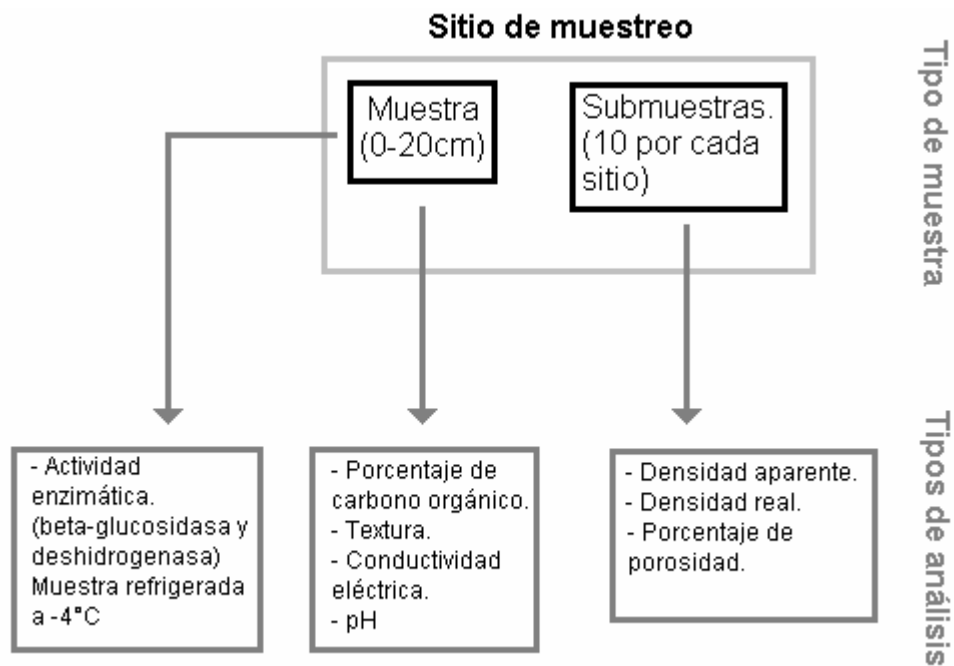 Sitio de muestreo
Muestra
(0-20cm)
Submuestras.
(10 por cada
sitio)
Tipo de muestra
- Actividad
enzimática.
(beta-glucosidasa y
deshidrogenasa)
Muestra refrigerada
a -4°C
- Porcentaje de
carbono orgánico.
- Textura.
- Conductividad
eléctrica.
- pH
- Densidad aparente.
- Densidad real.
- Porcentaje de
porosidad.
Tipos de análisis